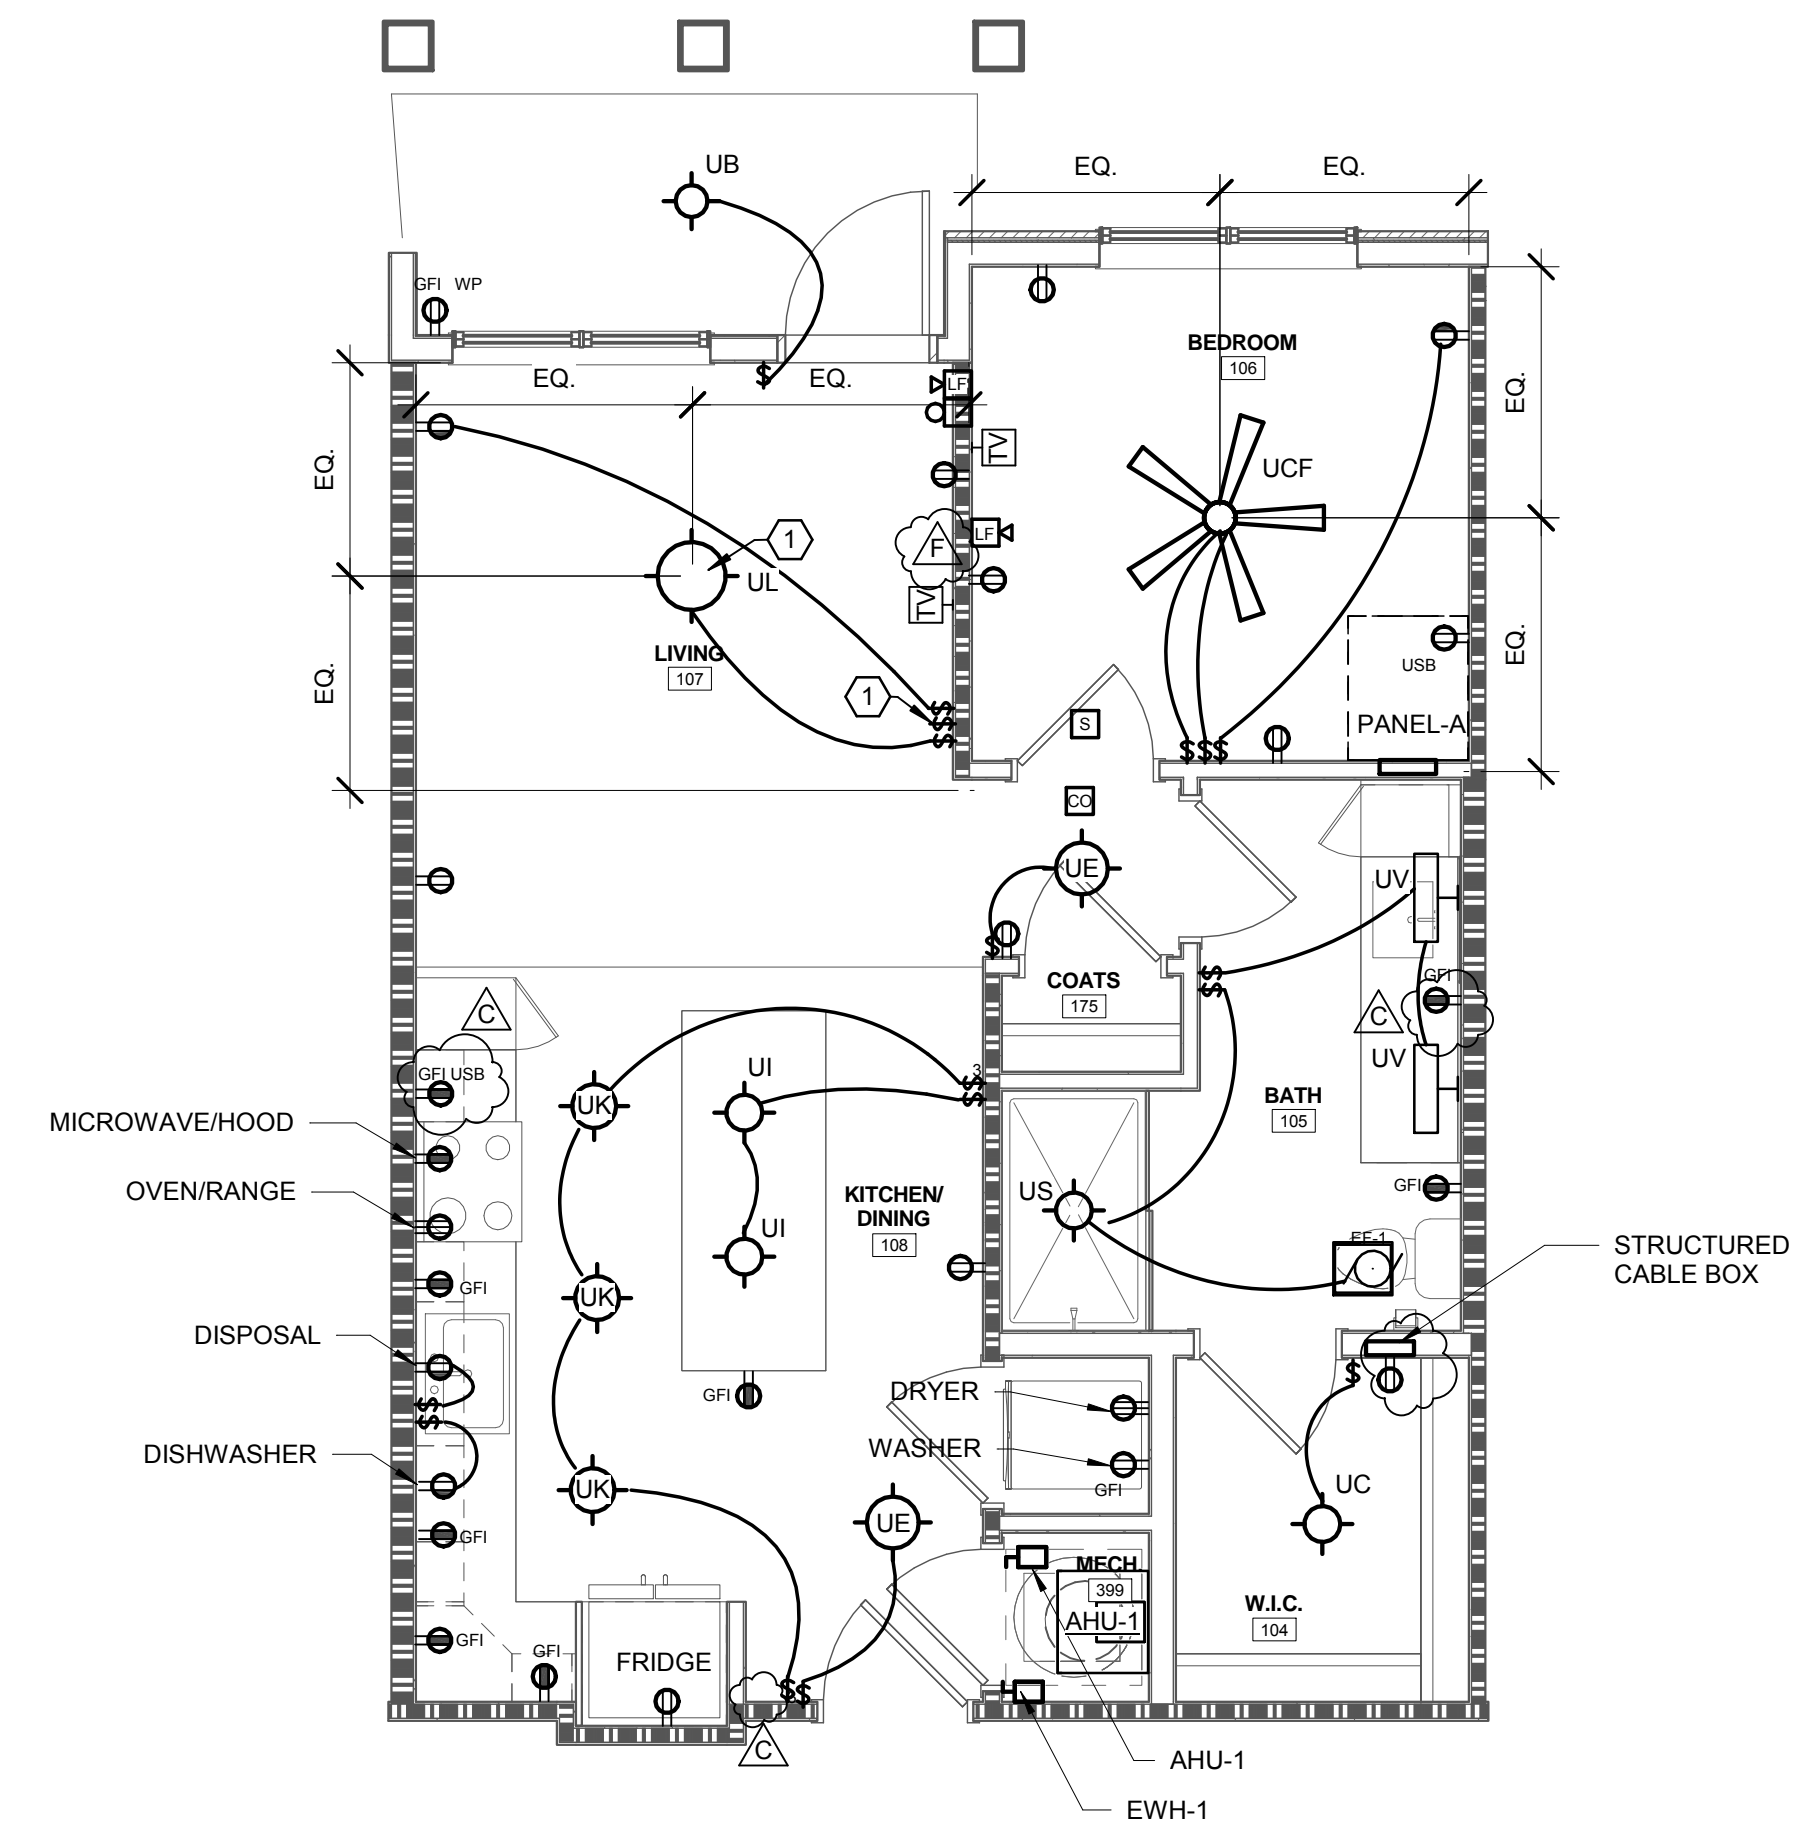 UB
EQ.
EQ.
GFI WP
BEDROOM
106
EQ.
EQ.
LF
EQ.
TV
UCF
EQ.
1
LF
F
UL
TV
LIVING
107
EQ.
USB
EQ.
1
S
PANEL-A
CO
UE
UV
COATS
175
GFI
C
C
GFI USB
UI
3
UV
UK
BATH
105
MICROWAVE/HOOD
OVEN/RANGE
US
GFI
KITCHEN/
DINING
108
UI
EF-1
STRUCTURED
CABLE BOX
GFI
UK
DISPOSAL
GFI
DRYER
DISHWASHER
WASHER
GFI
UC
UK
UE
GFI
MECH.
399
AHU-1
W.I.C.
104
GFI
GFI
FRIDGE
C
AHU-1
EWH-1